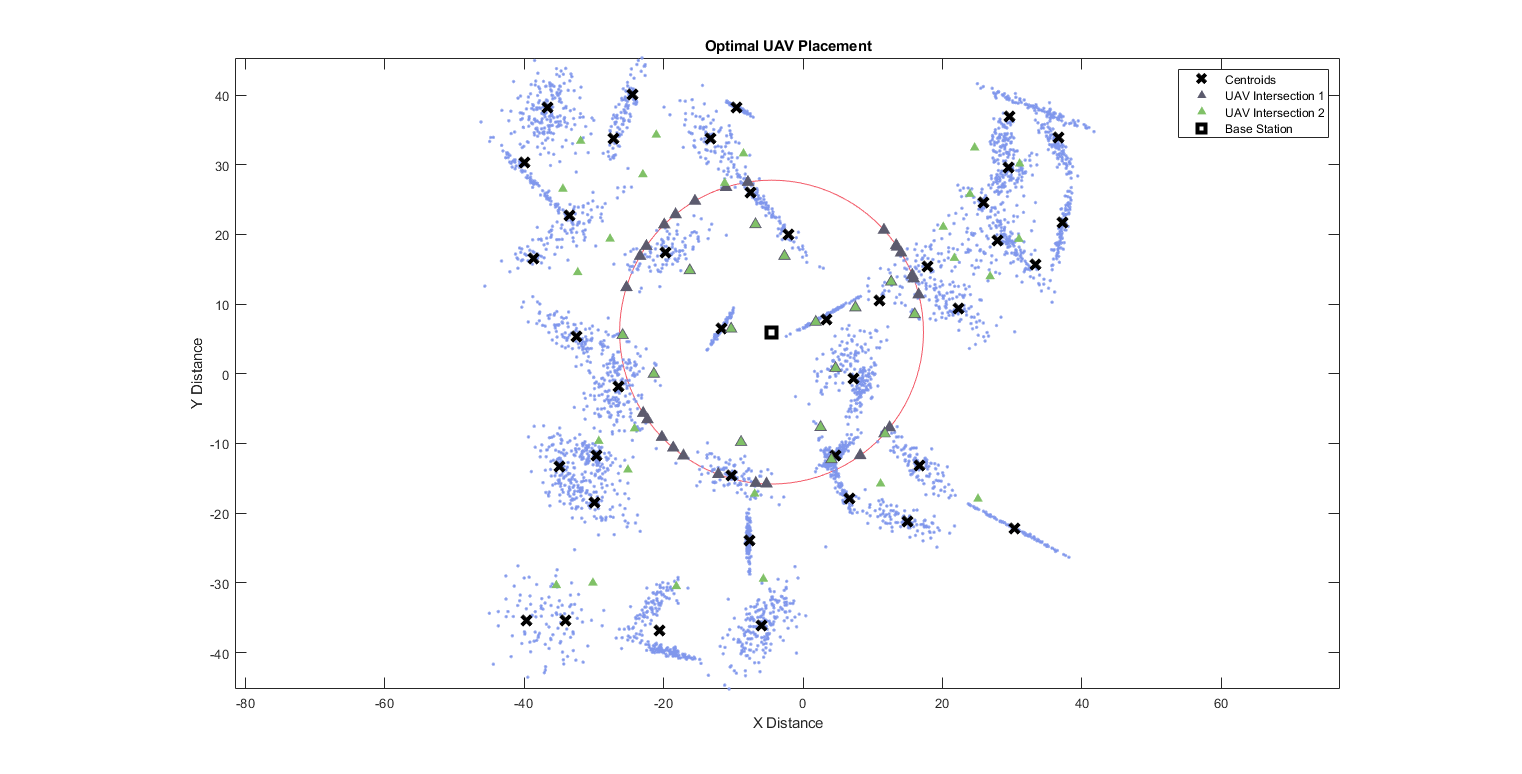 Optimal UAV Placement
Centroids
UAV Intersection 1
UAV Intersection 2
Base Station
Y Distance
40
30
20
10
0
-10
-20
-30
-40
-80
-60
-40
-20
0
20
40
60
X Distance